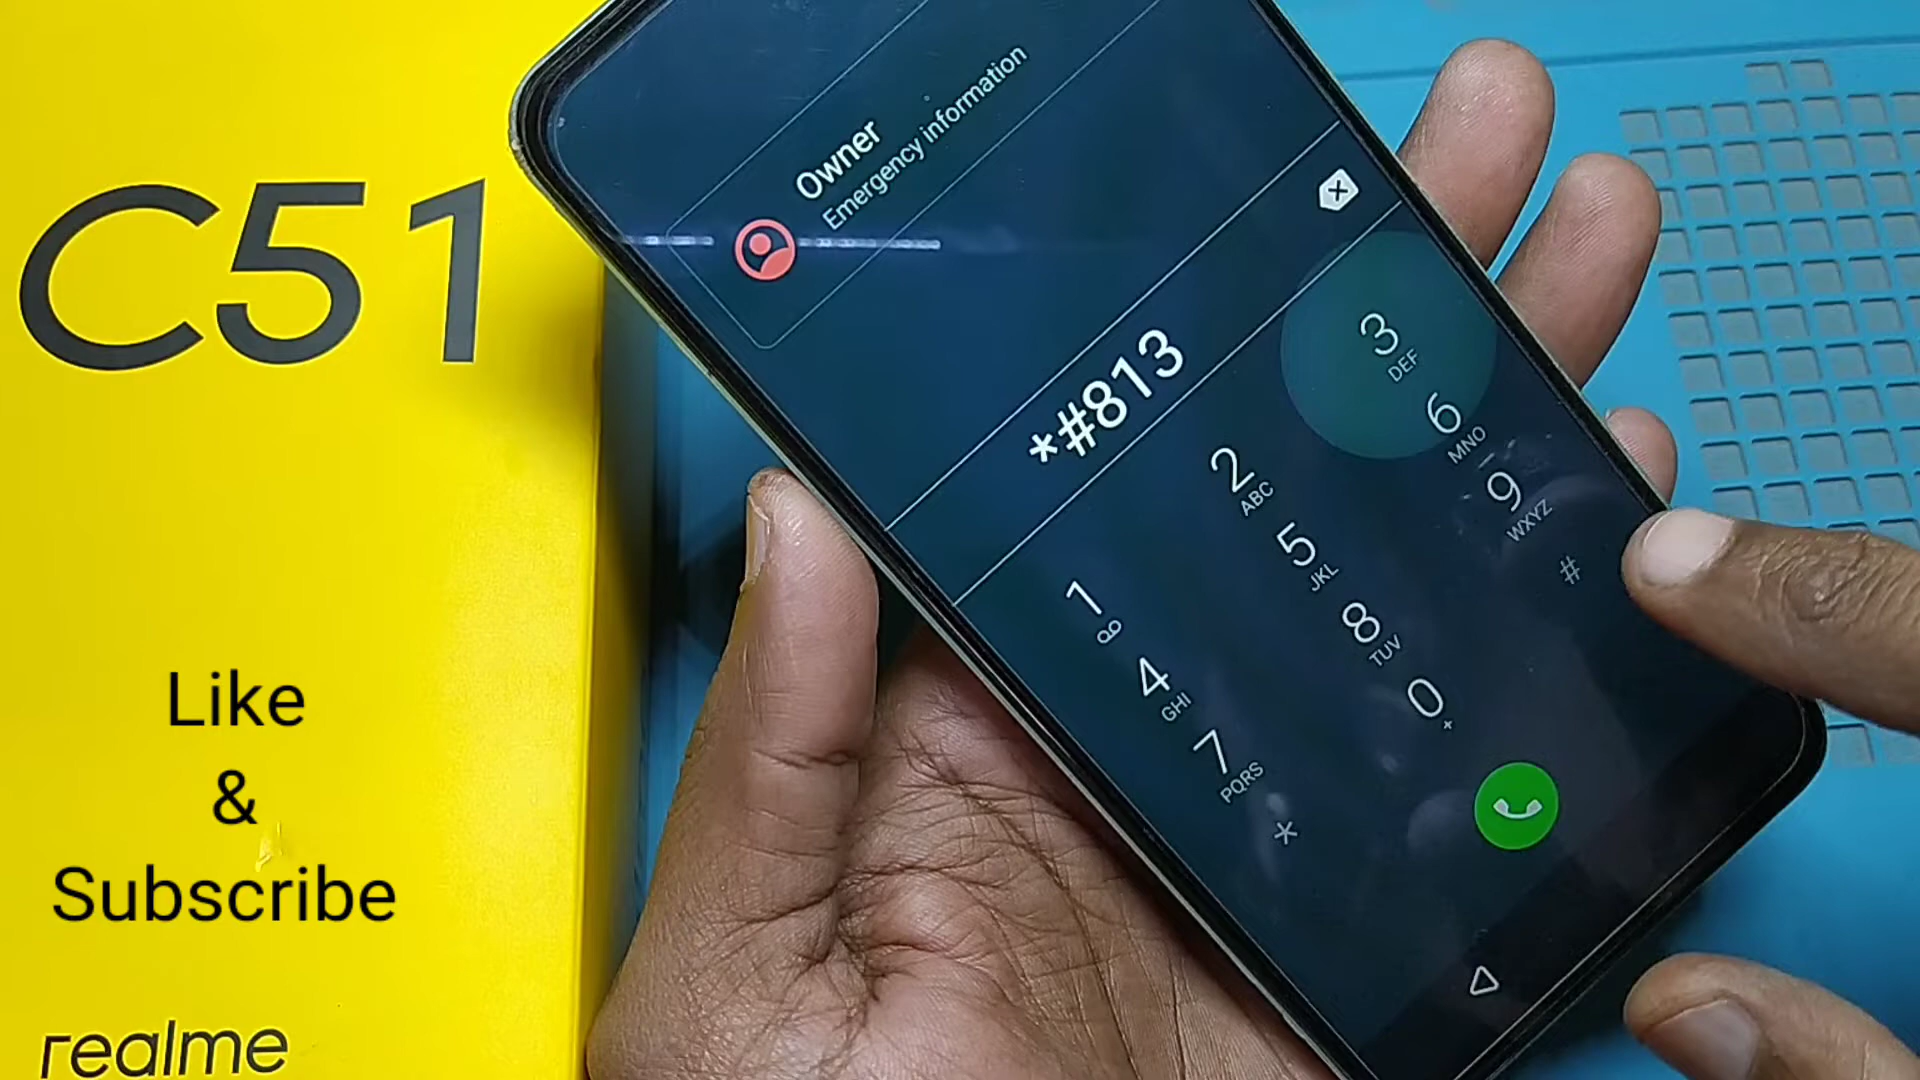 C51
Like
&
Subscribe
realme
Owner
Emergency information
*#813
1
2
ABC
3
DEF
4
GHI
5
JKL
6
MNO
7
PQRS
8
TUV
9
WXYZ
*
0
+
#